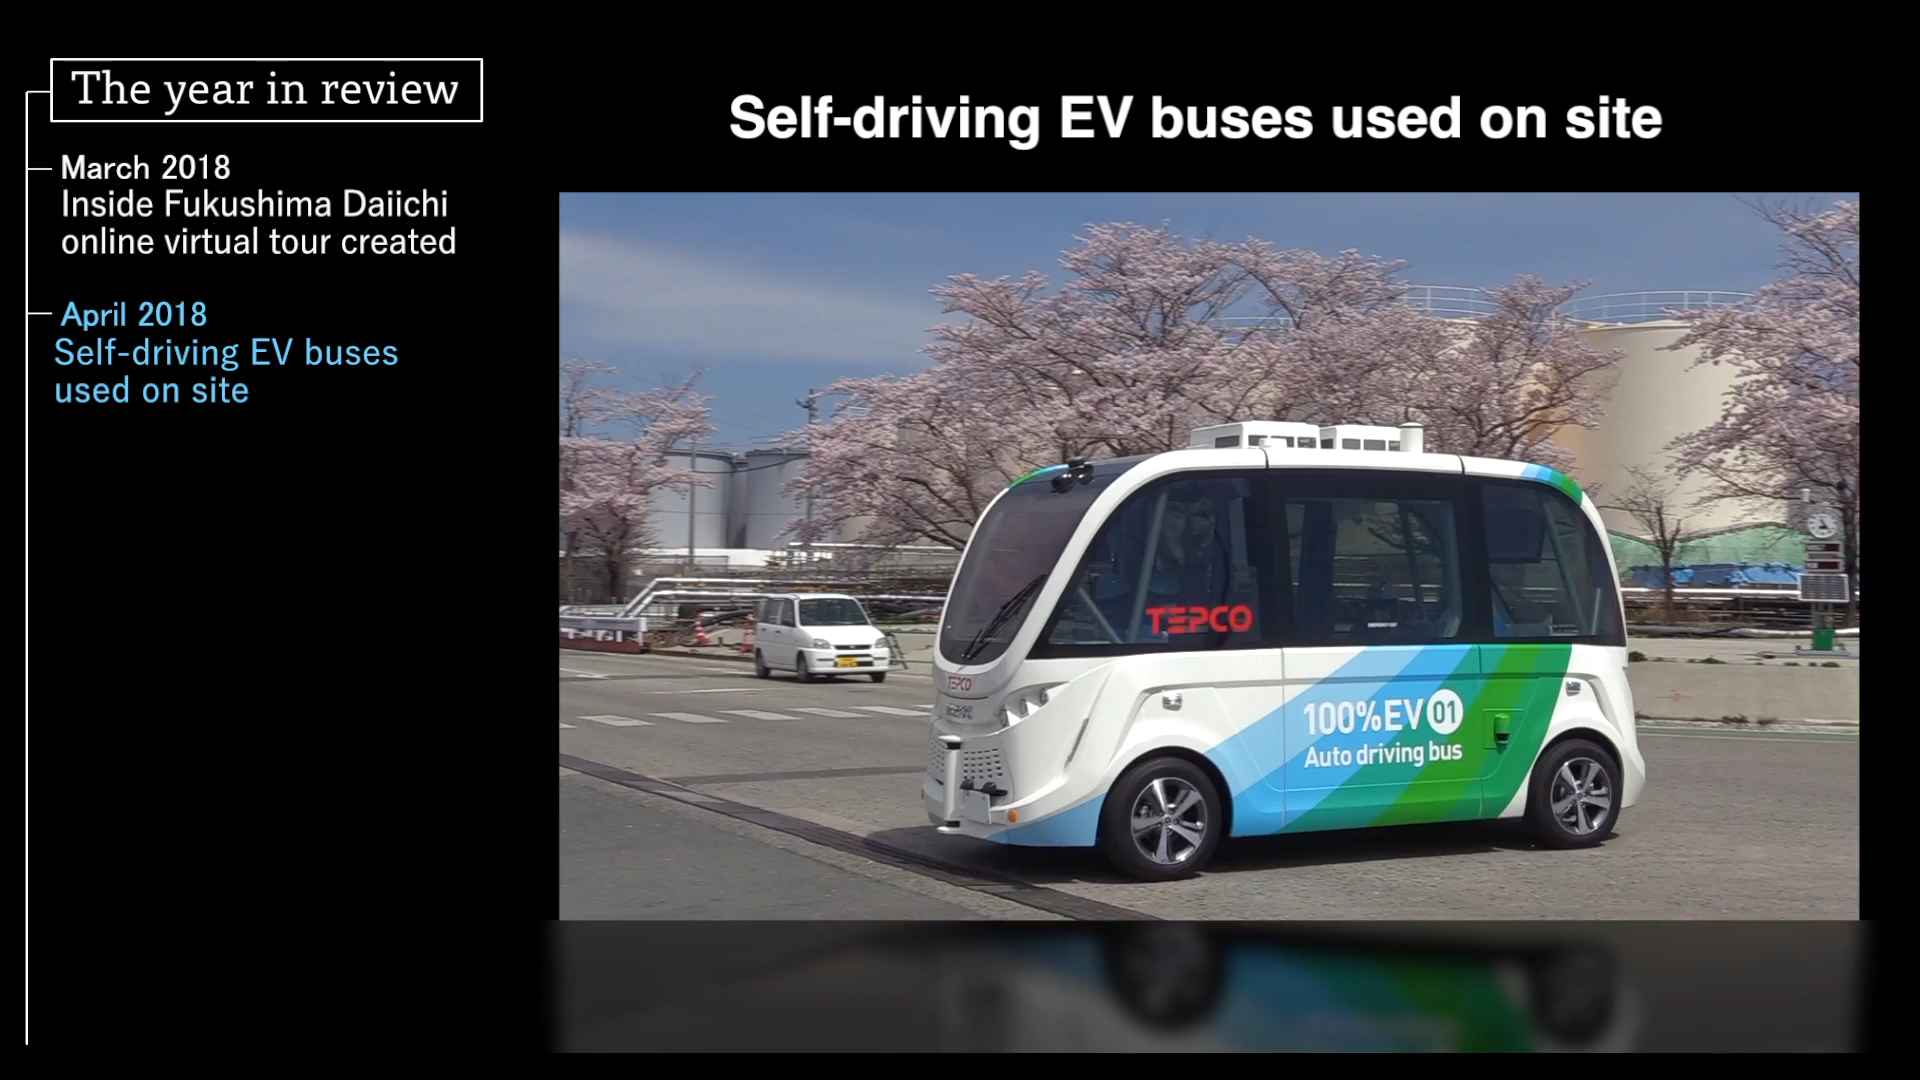 The year in review
March 2018
Inside Fukushima Daiichi
online virtual tour created
April 2018
Self-driving EV buses
used on site
Self-driving EV buses used on site
TEPCO
TEPCO
100%EV 01
Auto driving bus